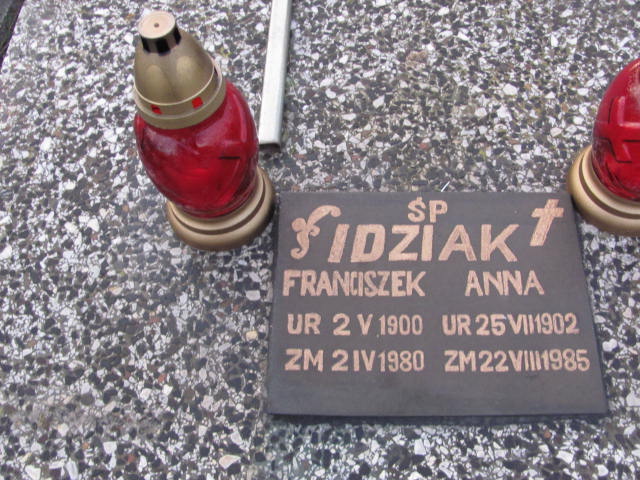 ŚP
FIDZIAK
FRANCISZEK ANNA
UR 2 V 1900 UR 25 VII 1902
ZM 2 IV 1980 ZM 22 VIII 1985